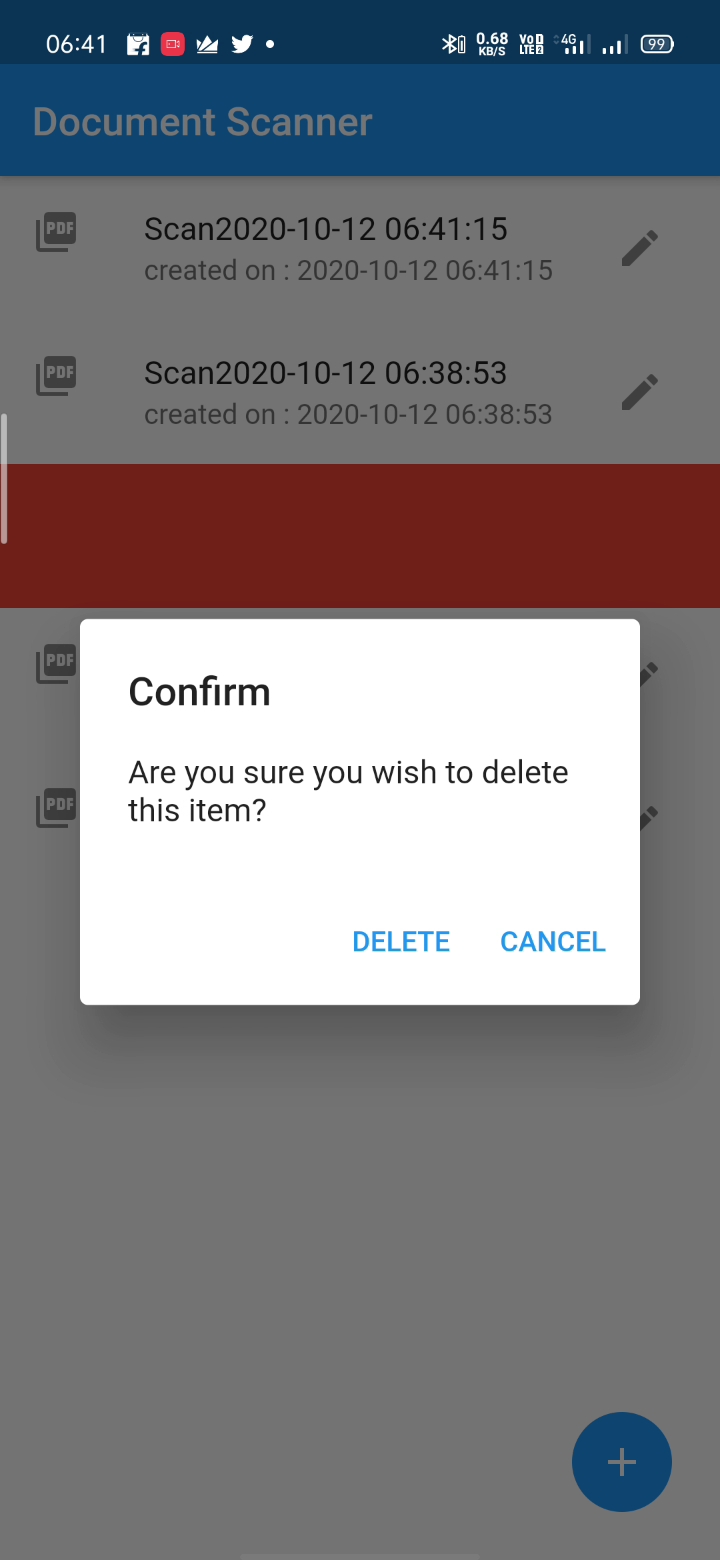 06:41 0.68 KB/S VoD LTE2 4G 99
Document Scanner
PDF
Scan2020-10-12 06:41:15
created on : 2020-10-12 06:41:15
PDF
Scan2020-10-12 06:38:53
created on : 2020-10-12 06:38:53
PDF
Confirm
Are you sure you wish to delete
this item?
PDF
DELETE CANCEL